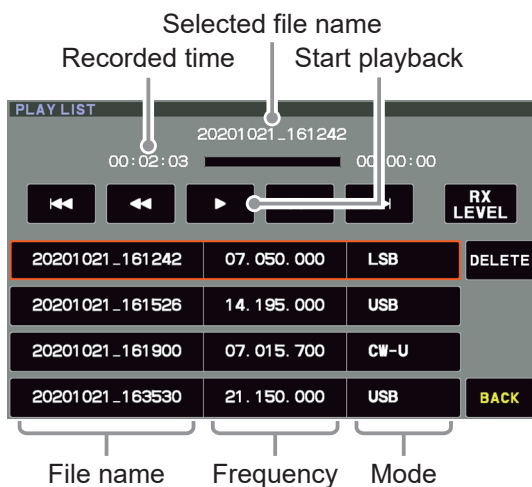 Selected file name
Recorded time Start playback
PLAY LIST
20201021_161242
00:02:03 00:00:00
RX LEVEL
20201021_161242 07.050.000 LSB DELETE
20201021_161526 14.195.000 USB
20201021_161900 07.015.700 CW-U
20201021_163530 21.150.000 USB BACK
File name Frequency Mode